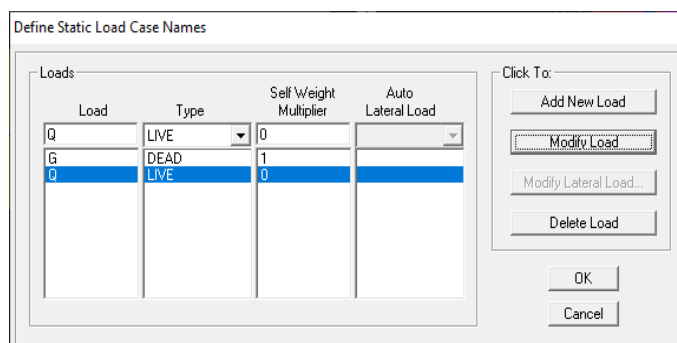 Define Static Load Case Names
Loads
Load Type Self Weight Multiplier Auto Lateral Load
Q LIVE 0
G DEAD 1
Q LIVE 0
Click To:
Add New Load
Modify Load
Modify Lateral Load...
Delete Load
OK
Cancel